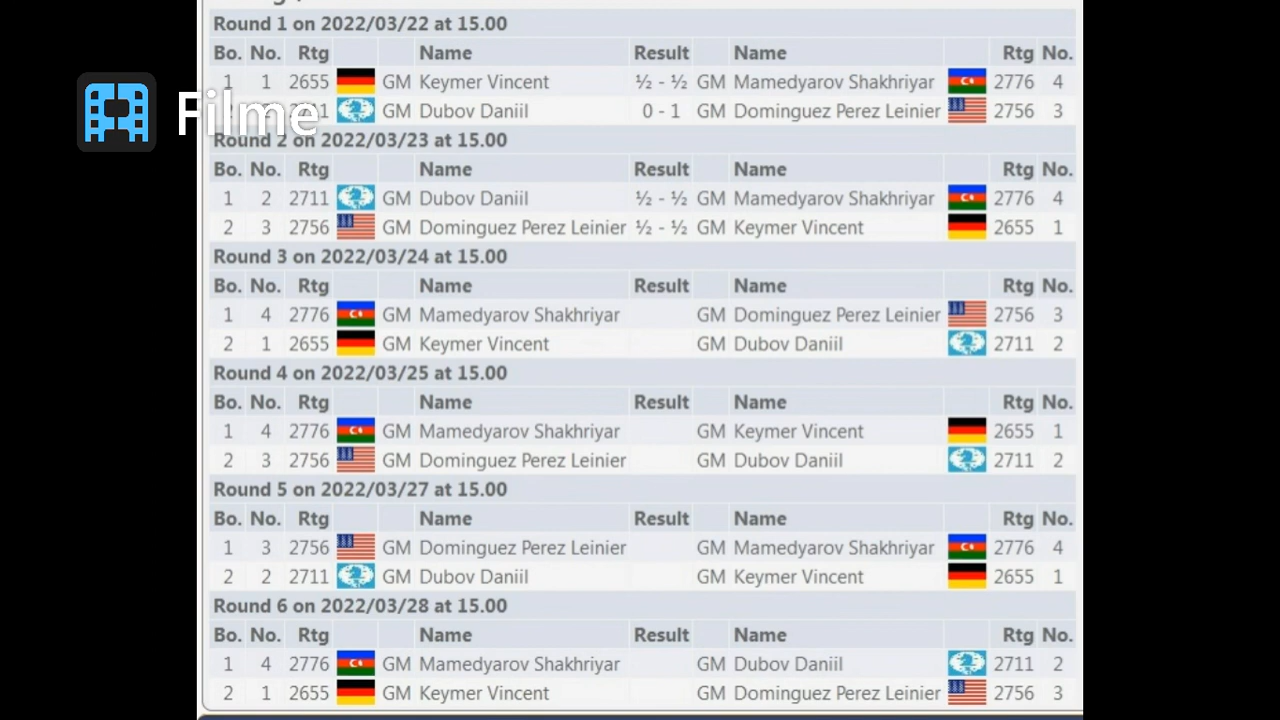 Round 1 on 2022/03/22 at 15.00
Bo. No. Rtg Name Result Name Rtg No.
1 1 2655 GM Keymer Vincent ½ - ½ GM Mamedyarov Shakhriyar 2776 4
Filme
GM Dubov Daniil 0 - 1 GM Dominguez Perez Leinier 2756 3
Round 2 on 2022/03/23 at 15.00
Bo. No. Rtg Name Result Name Rtg No.
1 2 2711 GM Dubov Daniil ½ - ½ GM Mamedyarov Shakhriyar 2776 4
2 3 2756 GM Dominguez Perez Leinier ½ - ½ GM Keymer Vincent 2655 1
Round 3 on 2022/03/24 at 15.00
Bo. No. Rtg Name Result Name Rtg No.
1 4 2776 GM Mamedyarov Shakhriyar GM Dominguez Perez Leinier 2756 3
2 1 2655 GM Keymer Vincent GM Dubov Daniil 2711 2
Round 4 on 2022/03/25 at 15.00
Bo. No. Rtg Name Result Name Rtg No.
1 4 2776 GM Mamedyarov Shakhriyar GM Keymer Vincent 2655 1
2 3 2756 GM Dominguez Perez Leinier GM Dubov Daniil 2711 2
Round 5 on 2022/03/27 at 15.00
Bo. No. Rtg Name Result Name Rtg No.
1 3 2756 GM Dominguez Perez Leinier GM Mamedyarov Shakhriyar 2776 4
2 2 2711 GM Dubov Daniil GM Keymer Vincent 2655 1
Round 6 on 2022/03/28 at 15.00
Bo. No. Rtg Name Result Name Rtg No.
1 4 2776 GM Mamedyarov Shakhriyar GM Dubov Daniil 2711 2
2 1 2655 GM Keymer Vincent GM Dominguez Perez Leinier 2756 3